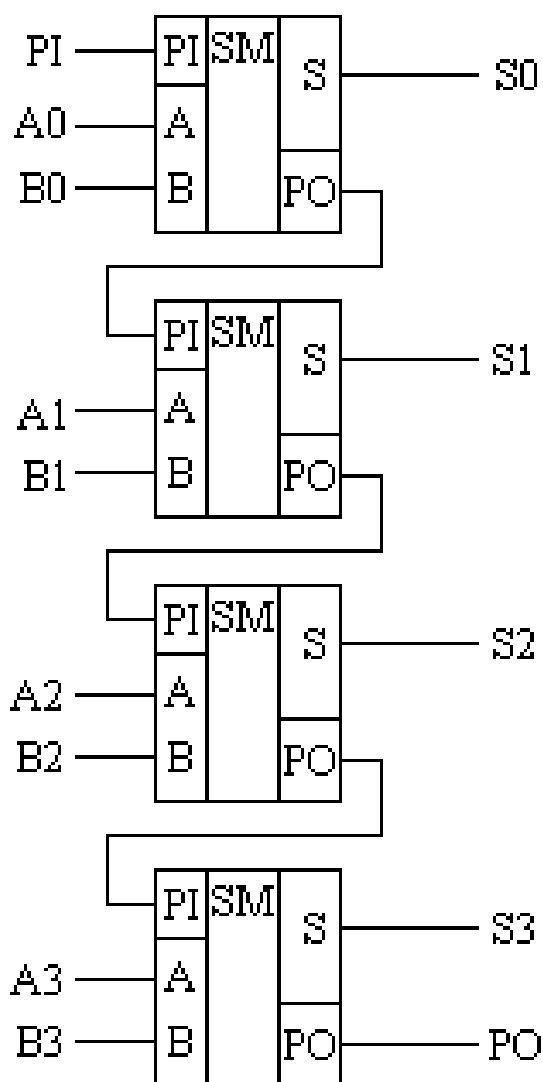 PI PI SM S S0
A0 A
B0 B PO
PI SM S S1
A1 A
B1 B PO
PI SM S S2
A2 A
B2 B PO
PI SM S S3
A3 A
B3 B PO PO